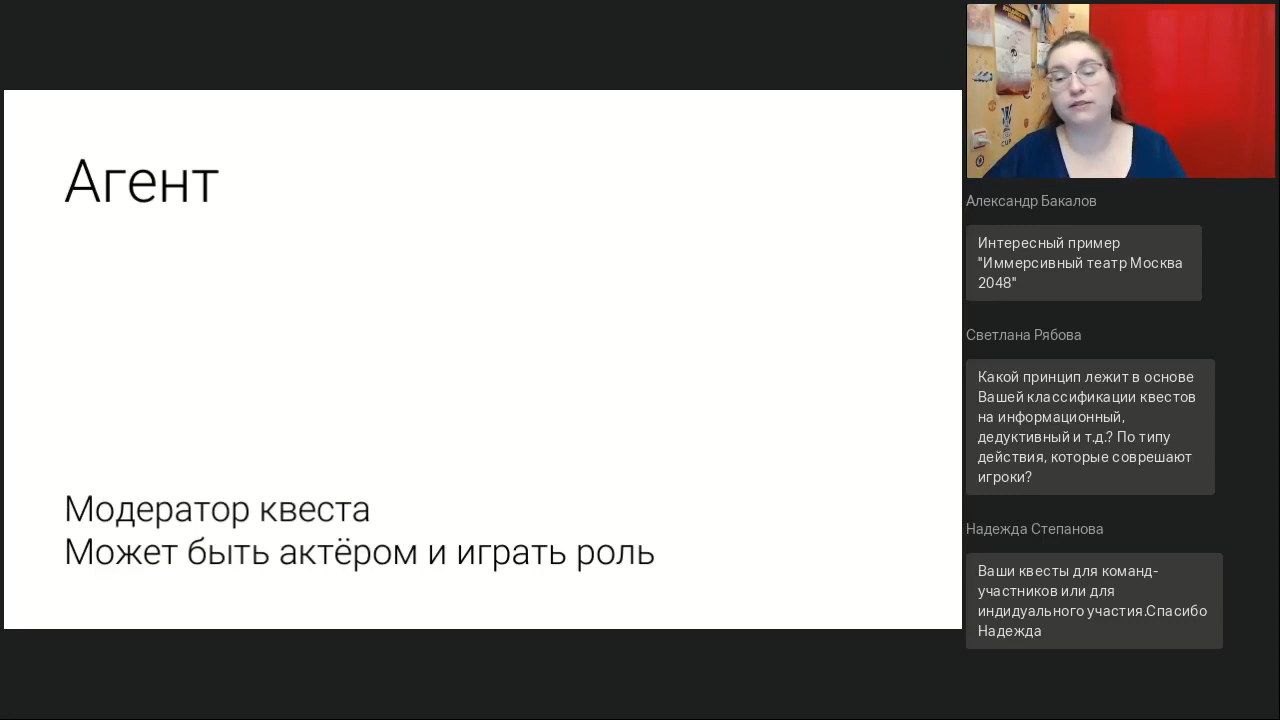 Агент
Модератор квеста
Может быть актёром и играть роль
CUP
Александр Бакалов
Интересный пример
"Иммерсивный театр Москва
2048"
Светлана Рябова
Какой принцип лежит в основе
Вашей классификации квестов
на информационный,
дедуктивный и т.д.? По типу
действия, которые соврешают
игроки?
Надежда Степанова
Ваши квесты для команд-
участников или для
индидуального участия.Спасибо
Надежда